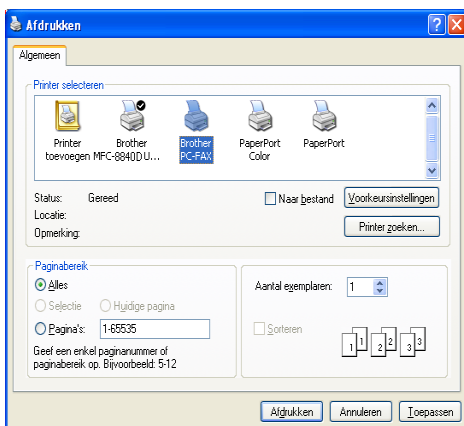 Afdrukken
Algemeen
Printer selecteren
Printer toevoegen
Brother MFC-8840D U...
Brother PC-FAX
PaperPort Color
PaperPort
Status: Gereed
Locatie:
Opmerking:
Naar bestand
Voorkeursinstellingen
Printer zoeken...
Paginabereik
Alles
Selectie
Huidige pagina
Pagina's: 1-65535
Geef een enkel paginanummer of
paginabereik op. Bijvoorbeeld: 5-12
Aantal exemplaren: 1
Sorteren
1 1 2 2 3 3
Afdrukken
Annuleren
Toepassen